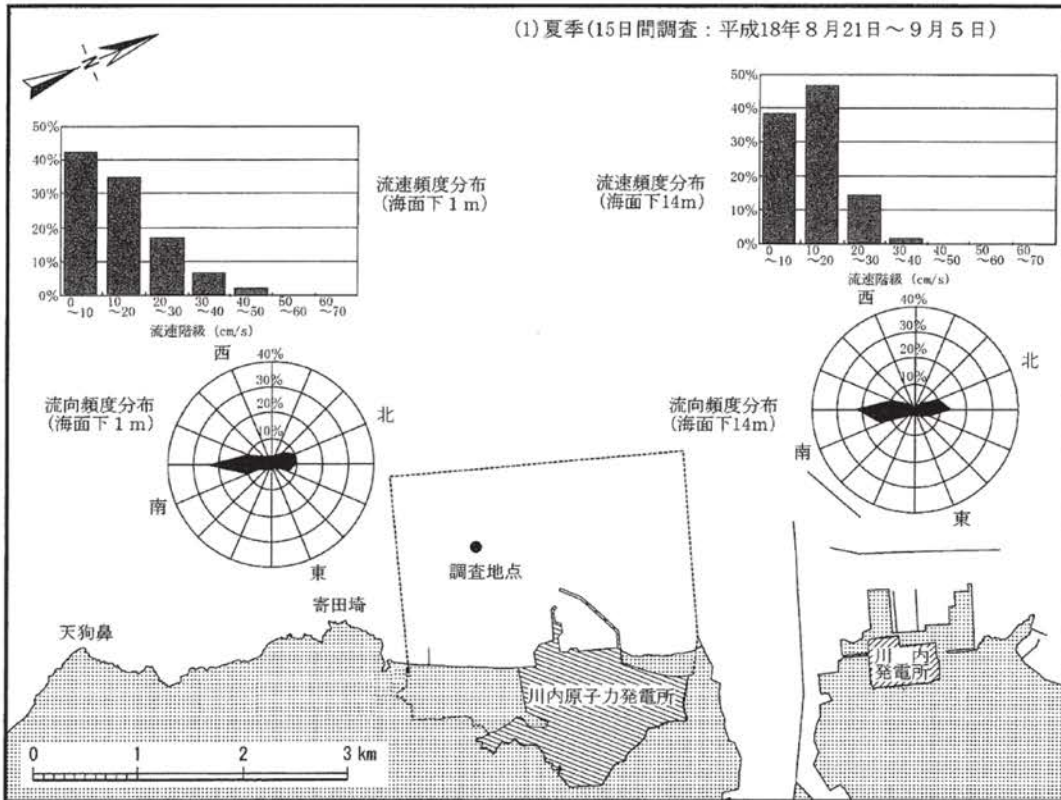 (1)夏季(15日間調査：平成18年8月21日～9月5日)
N
50%
40%
30%
20%
10%
0%
0 10 20 30 40 50 60
～10 ～20 ～30 ～40 ～50 ～60 ～70
流速階級 (cm/s)
流速頻度分布
(海面下1m)
流速頻度分布
(海面下14m)
50%
40%
30%
20%
10%
0%
0 10 20 30 40 50 60
～10 ～20 ～30 ～40 ～50 ～60 ～70
流速階級 (cm/s)
西
40%
30%
20%
10%
北
流向頻度分布
(海面下1m)
南
東
西
40%
30%
20%
10%
北
流向頻度分布
(海面下14m)
南
東
調査地点
寄田埼
天狗鼻
川内
発電所
川内原子力発電所
0 1 2 3 km